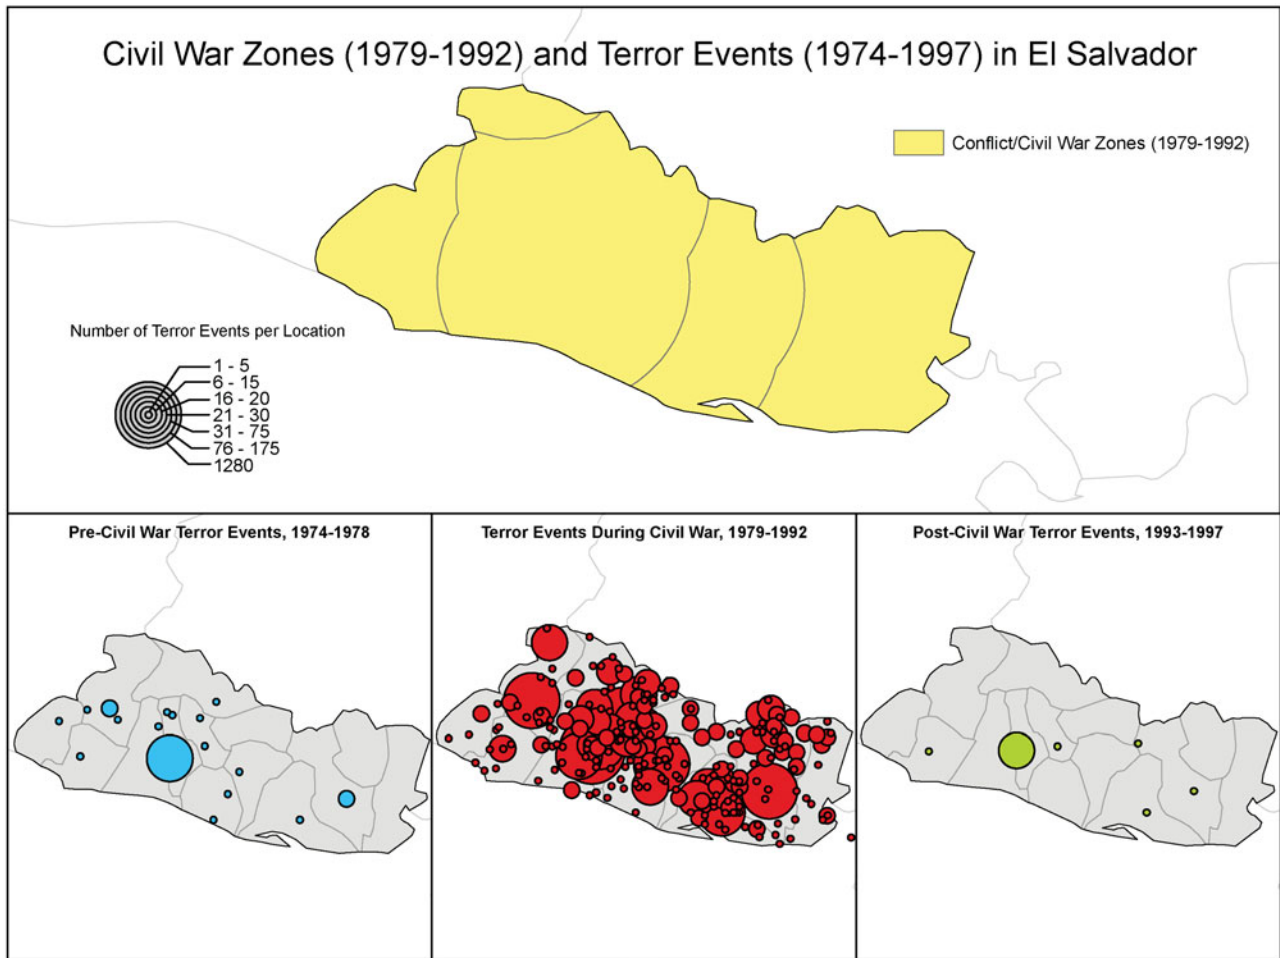 Civil War Zones (1979-1992) and Terror Events (1974-1997) in El Salvador
Conflict/Civil War Zones (1979-1992)
Number of Terror Events per Location
1 - 5
6 - 15
16 - 20
21 - 30
31 - 75
76 - 175
1280
Pre-Civil War Terror Events, 1974-1978
Terror Events During Civil War, 1979-1992
Post-Civil War Terror Events, 1993-1997